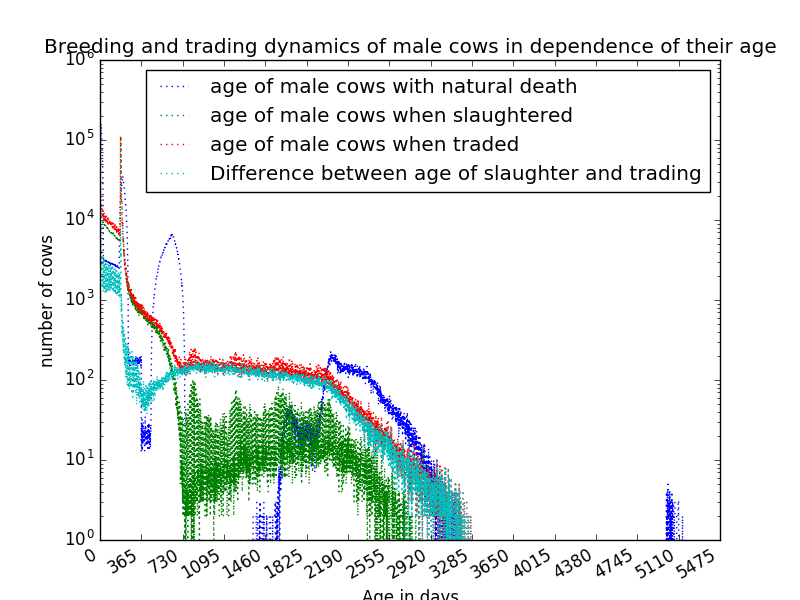 Breeding and trading dynamics of male cows in dependence of their age
10^6
10^5
10^4
10^3
10^2
10^1
10^0
number of cows
age of male cows with natural death
age of male cows when slaughtered
age of male cows when traded
Difference between age of slaughter and trading
0 365 730 1095 1460 1825 2190 2555 2920 3285 3650 4015 4380 4745 5110 5475
Age in days